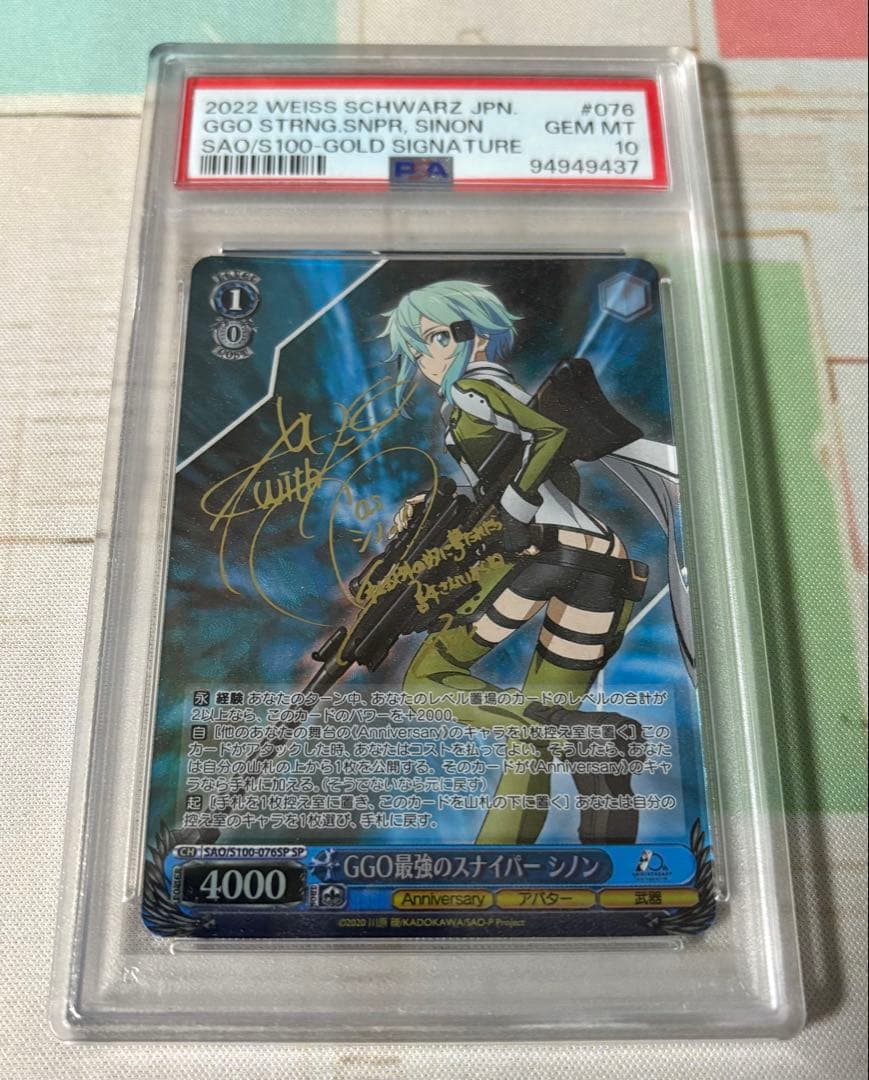 2022 WEISS SCHWARZ JPN. #076
GGO STRNG.SNPR, SINON GEM MT
SAO/S100-GOLD SIGNATURE 10
PSA 94949437
1
0
with
as
シノン
永 経験 あなたのターン中、あなたのレベル置場のカードのレベルの合計が
2以上なら、このカードのパワーを+2000。
自 [他のあなたの舞台の《Anniversary》のキャラを1枚控え室に置く] この
カードがアタックした時、あなたはコストを払ってよい。そうしたら、あなた
は自分の山札の上から1枚を公開する。そのカードが《Anniversary》のキャ
ラなら手札に加える。(そうでないなら元に戻す)
起 [手札を1枚控え室に置き、このカードを山札の下に置く] あなたは自分の
控え室のキャラを1枚選び、手札に戻す。
CH SAO/S100-076SP SP
GGO最強のスナイパー シノン
POWER 4000
Anniversary アバター 武器
©2020 川原 礫/KADOKAWA/SAO-P Project